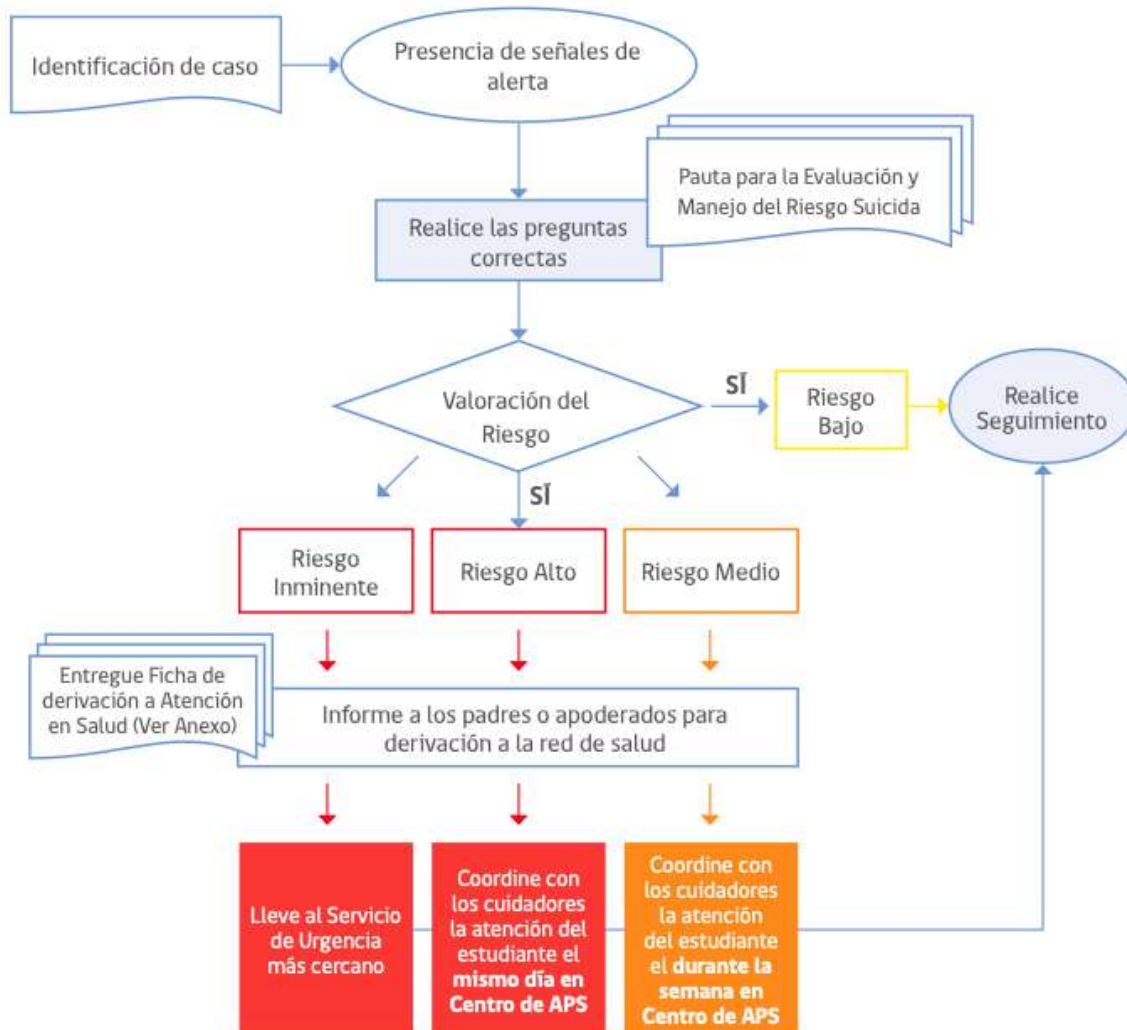 Identificación de caso
Presencia de señales de
alerta
Pauta para la Evaluación y
Manejo del Riesgo Suicida
Realice las preguntas
correctas
Valoración del
Riesgo
SÍ
Riesgo
Bajo
Realice
Seguimiento
SÍ
Riesgo
Inminente
Riesgo Alto
Riesgo Medio
Entregue Ficha de
derivación a Atención
en Salud (Ver Anexo)
Informe a los padres o apoderados para
derivación a la red de salud
Lleve al Servicio
de Urgencia
más cercano
Coordine con
los cuidadores
la atención del
estudiante el
mismo día en
Centro de APS
Coordine con
los cuidadores
la atención
del estudiante
el durante la
semana en
Centro de APS